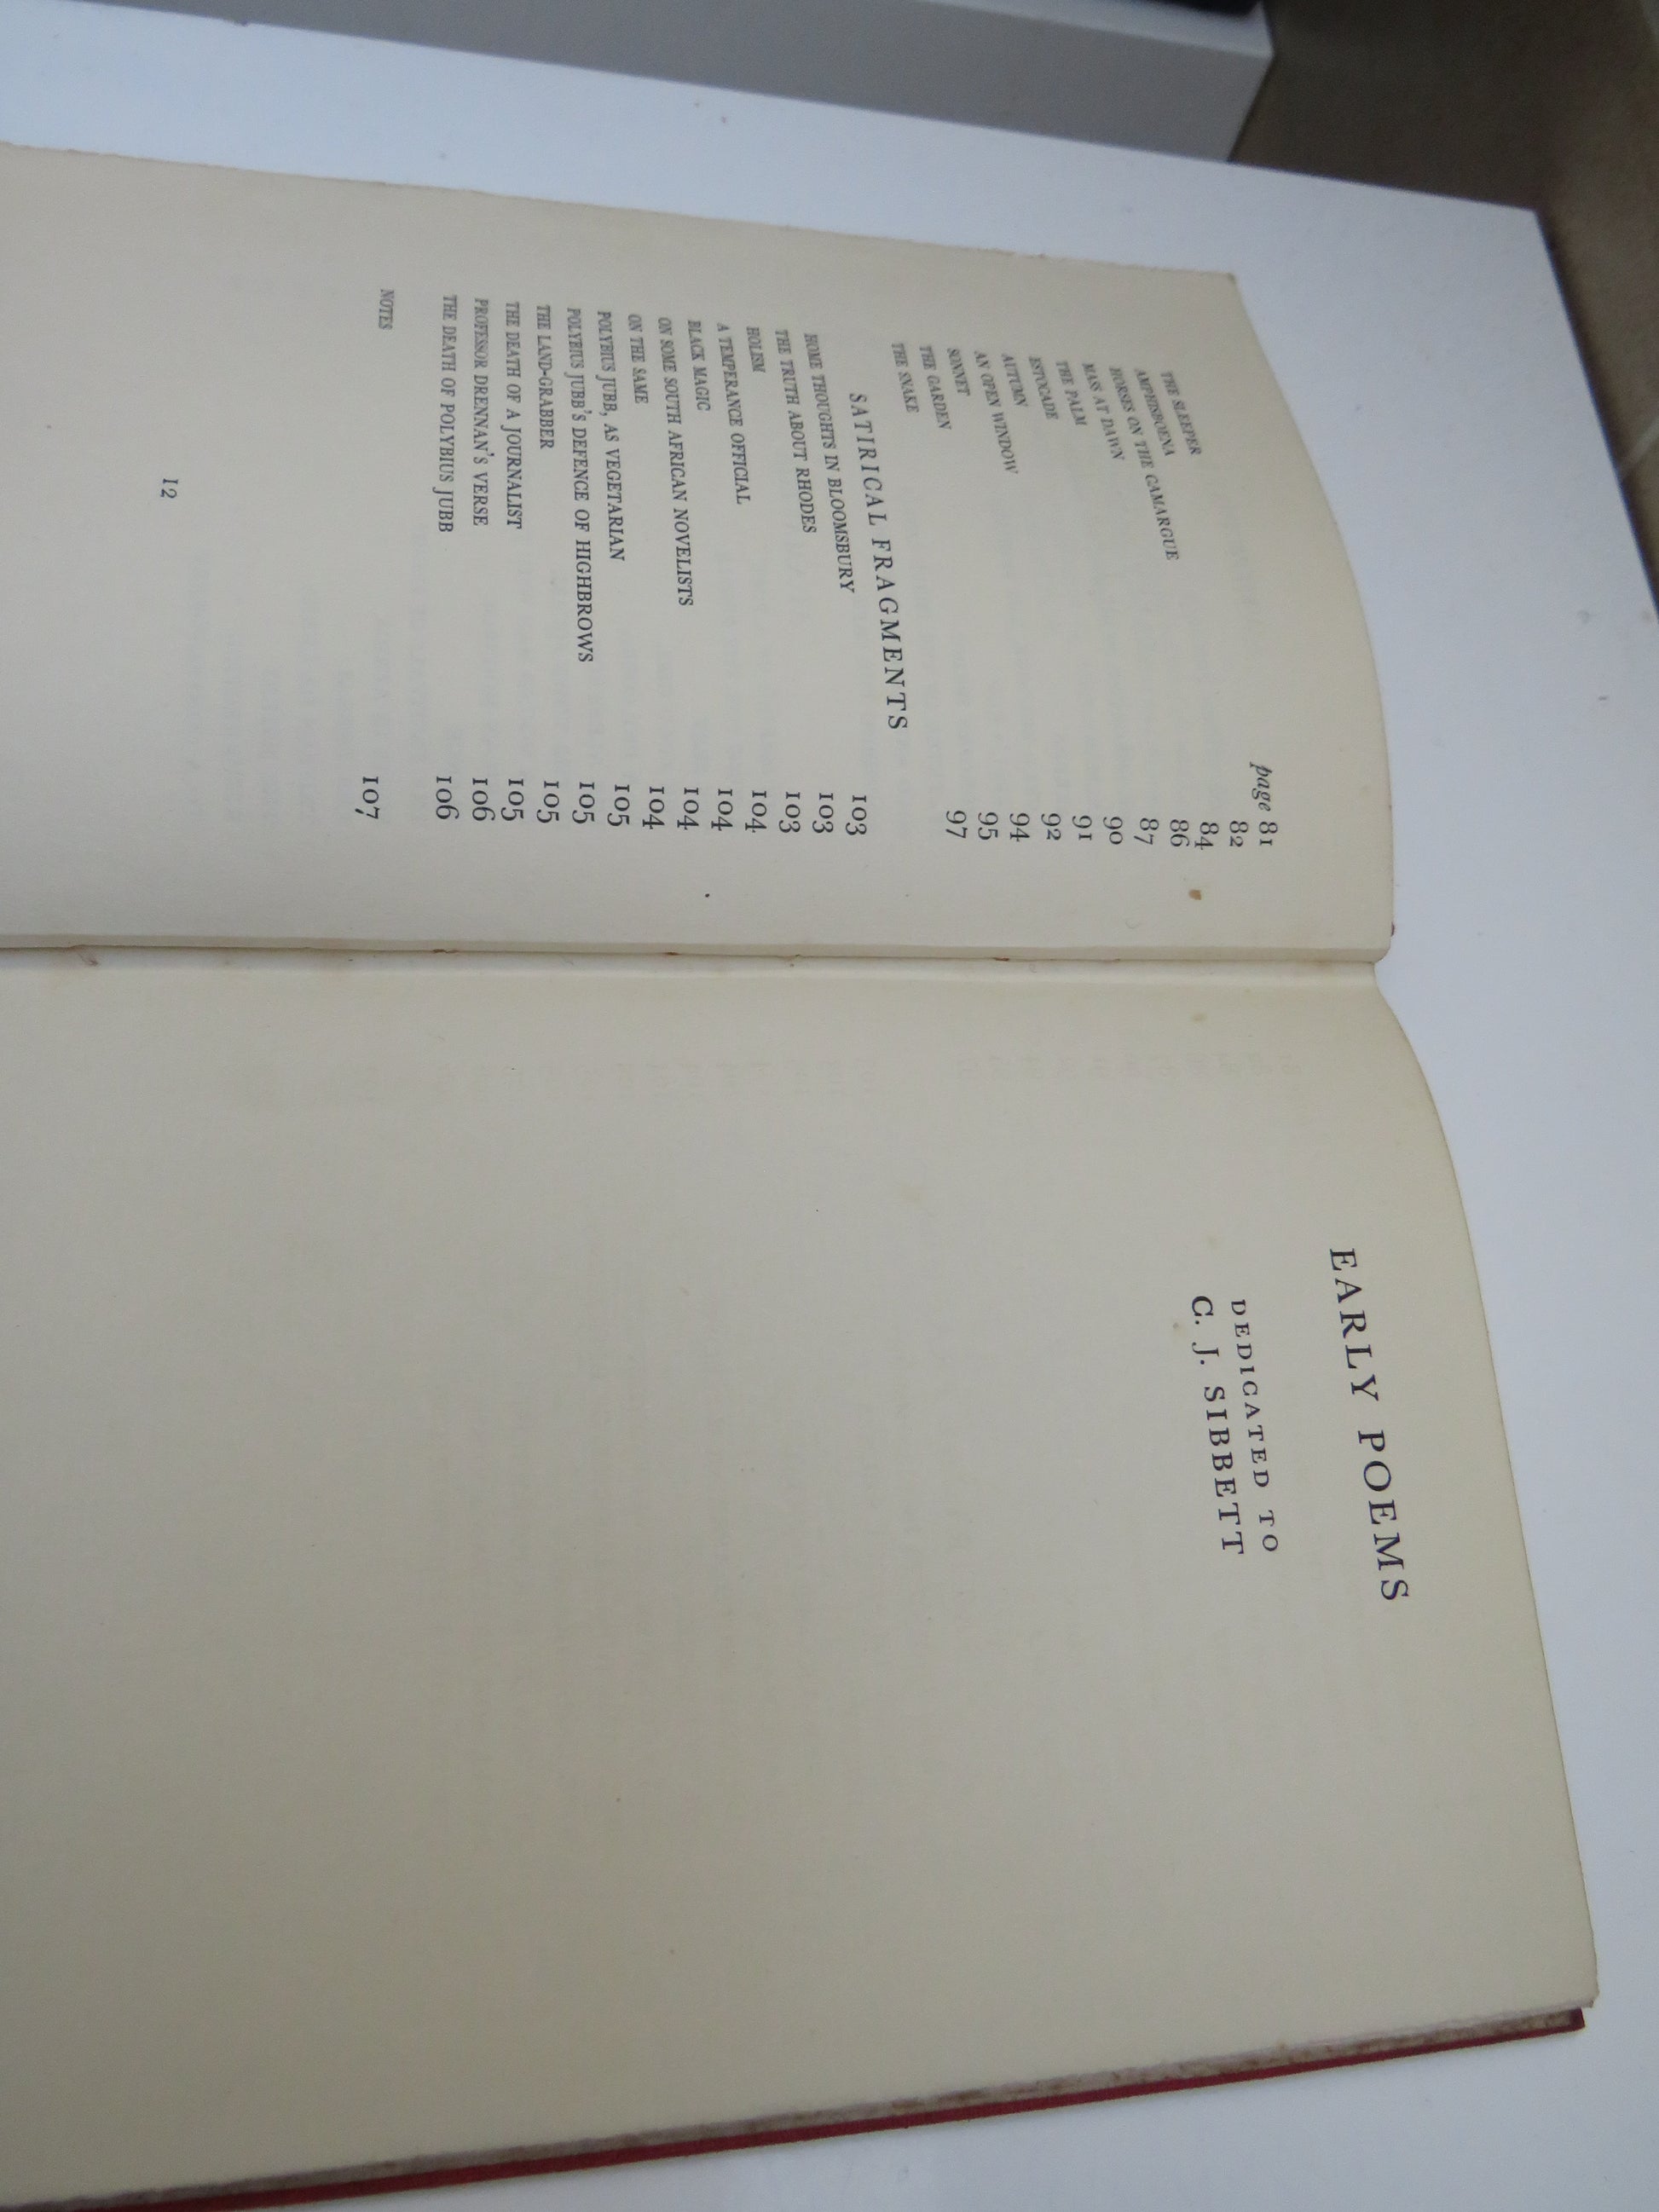 page 81
THE SLEEPER 81
AMPHISBOENA 82
HORSES ON THE CAMARGUE 84
MASS AT DAWN 86
THE PALM 87
ESTOCADE 90
AUTUMN 91
AN OPEN WINDOW 92
SONNET 94
THE GARDEN 95
THE SNAKE 97
SATIRICAL FRAGMENTS
HOME THOUGHTS IN BLOOMSBURY 103
THE TRUTH ABOUT RHODES 103
HOLISM 103
A TEMPERANCE OFFICIAL 104
BLACK MAGIC 104
ON SOME SOUTH AFRICAN NOVELISTS 104
ON THE SAME 104
POLYBIUS JUBB, AS VEGETARIAN 105
POLYBIUS JUBB'S DEFENCE OF HIGHBROWS 105
THE LAND-GRABBER 105
THE DEATH OF A JOURNALIST 105
PROFESSOR DRENNAN'S VERSE 106
THE DEATH OF POLYBIUS JUBB 106
NOTES 107
12
EARLY POEMS
DEDICATED TO
C. J. SIBBETT